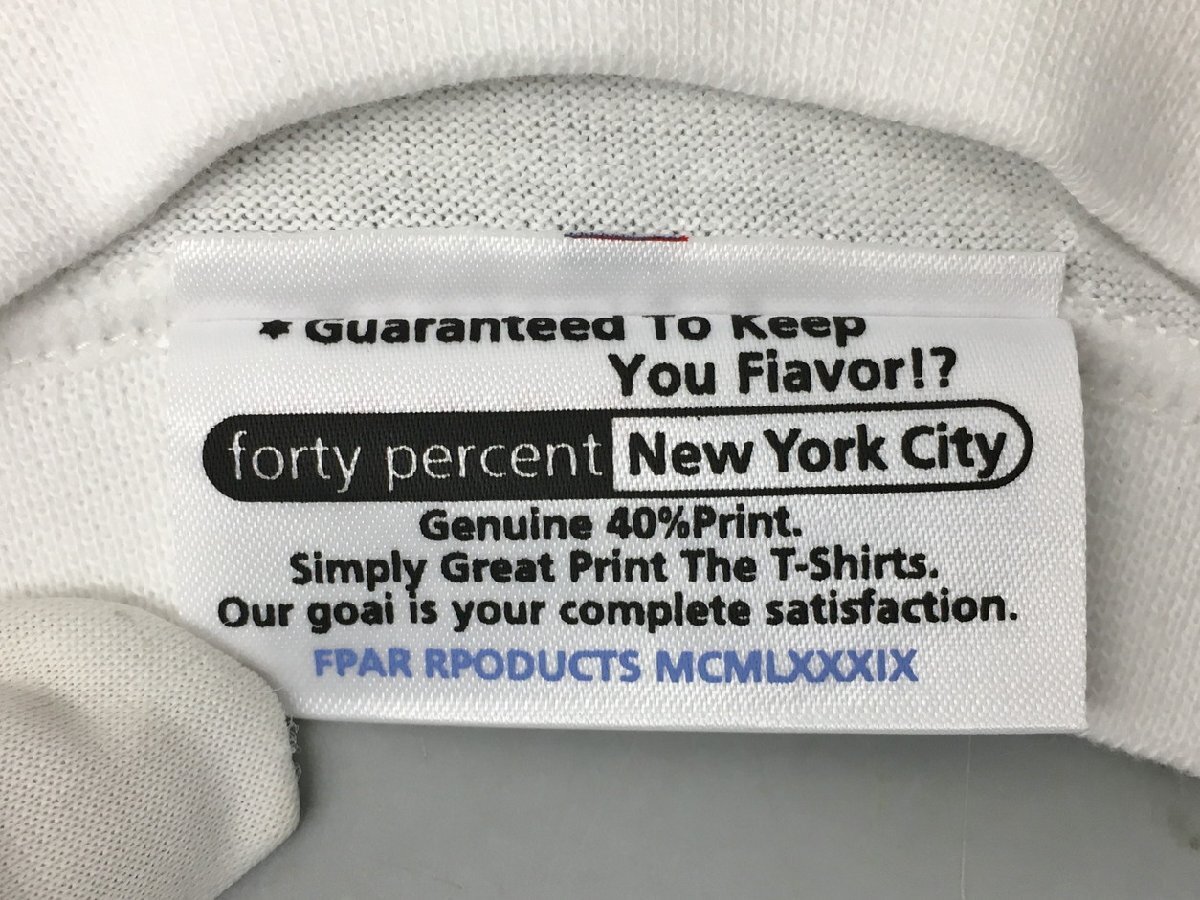 * Guaranteed To Keep
You Fiavor!?
forty percent New York City
Genuine 40%Print.
Simply Great Print The T-Shirts.
Our goai is your complete satisfaction.
FPAR RPODUCTS MCMLXXXIX